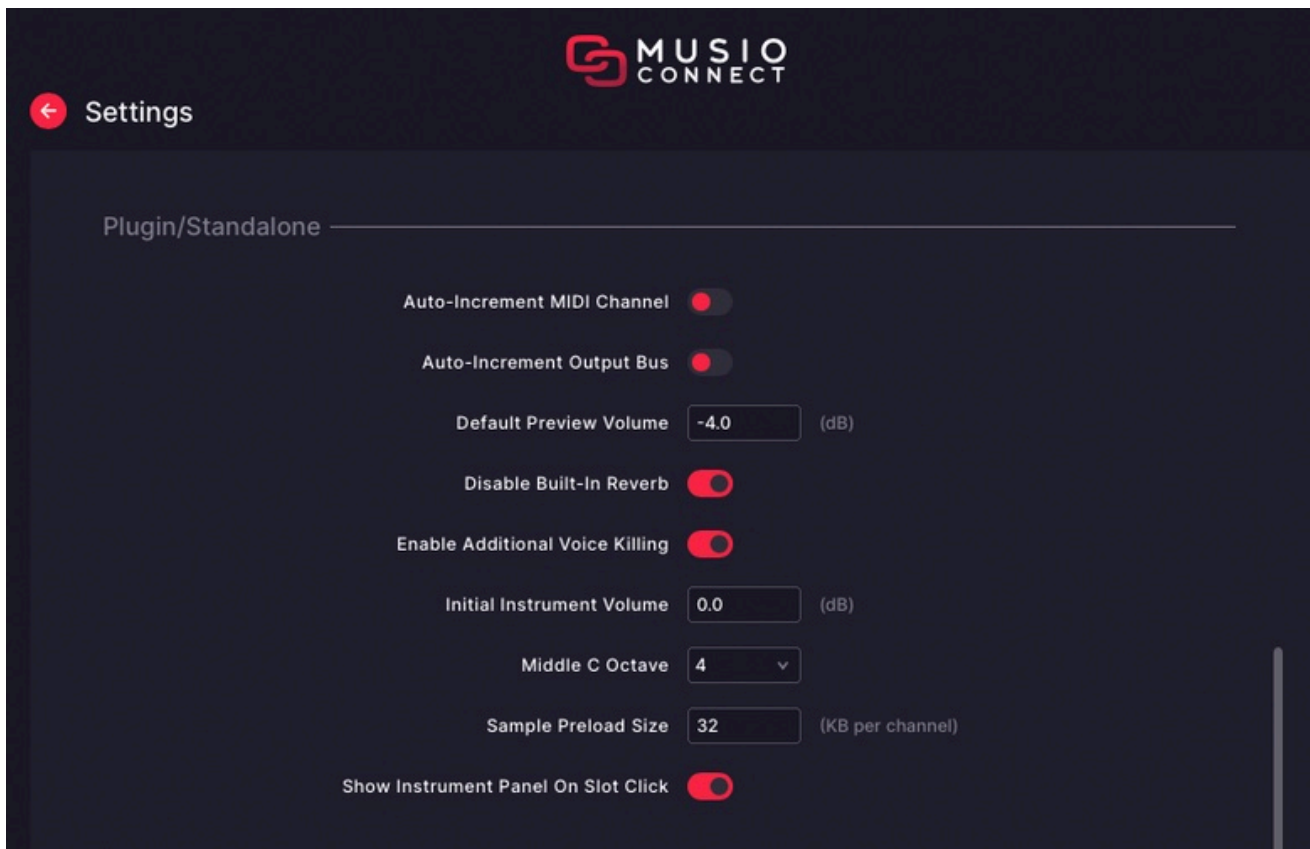 MUSIO
CONNECT
Settings
Plugin/Standalone
Auto-Increment MIDI Channel
Auto-Increment Output Bus
Default Preview Volume -4.0 (dB)
Disable Built-In Reverb
Enable Additional Voice Killing
Initial Instrument Volume 0.0 (dB)
Middle C Octave 4
Sample Preload Size 32 (KB per channel)
Show Instrument Panel On Slot Click